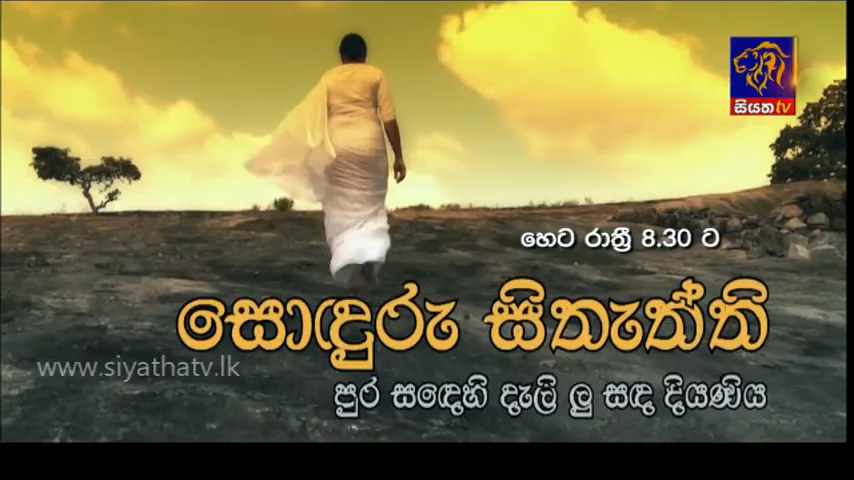 සියත tv
හෙට රාත්‍රී 8.30 ට
සොඳුරු සිතැත්ති
www.siyathatv.lk
පුර සඳෙහි දැලි ලූ සඳ දියණිය